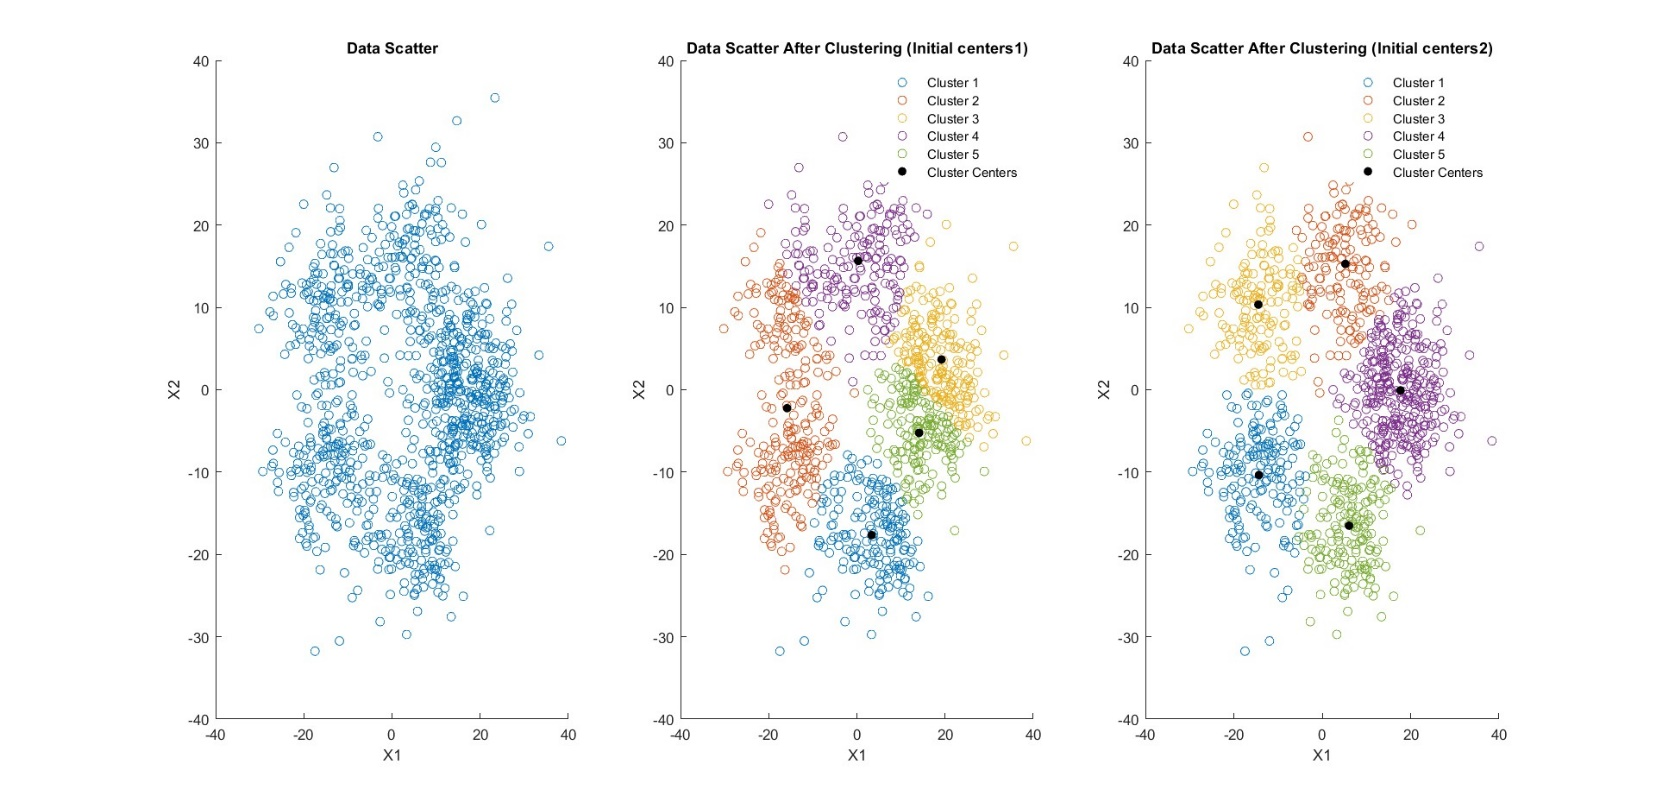 Data Scatter
40
30
20
10
0
-10
-20
-30
-40
X2
-40 -20 0 20 40
X1
Data Scatter After Clustering (Initial centers1)
Cluster 1
Cluster 2
Cluster 3
Cluster 4
Cluster 5
Cluster Centers
40
30
20
10
0
-10
-20
-30
-40
X2
-40 -20 0 20 40
X1
Data Scatter After Clustering (Initial centers2)
Cluster 1
Cluster 2
Cluster 3
Cluster 4
Cluster 5
Cluster Centers
40
30
20
10
0
-10
-20
-30
-40
X2
-40 -20 0 20 40
X1